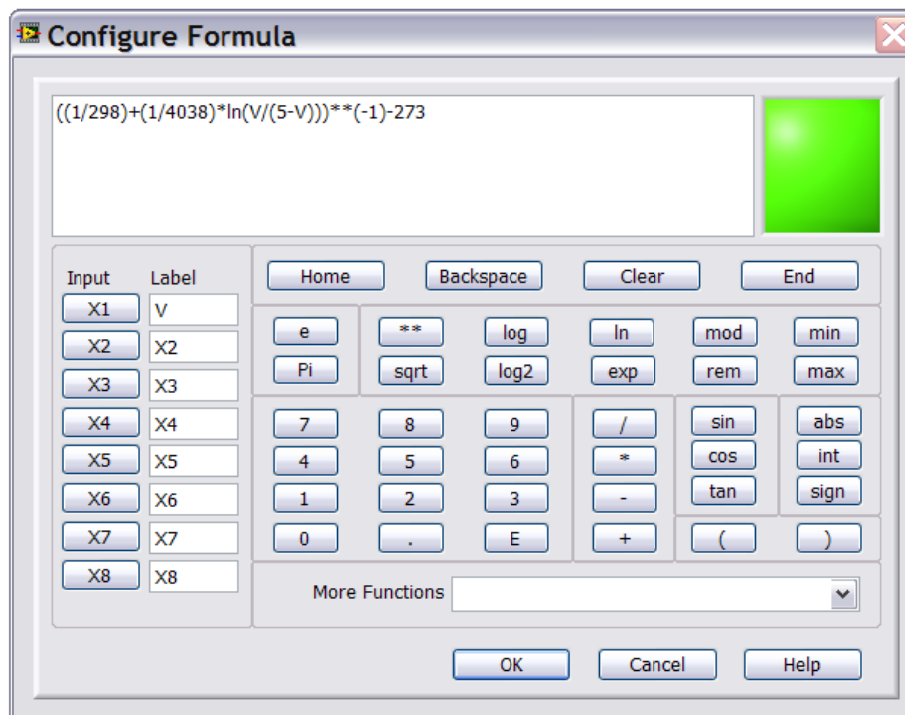 Configure Formula
((1/298)+(1/4038)*ln(V/(5-V)))**(-1)-273
Input Label Home Backspace Clear End
X1 V
e ** log ln mod min
X2 X2
Pi sqrt log2 exp rem max
X3 X3
X4 X4 7 8 9 / sin abs
X5 X5 4 5 6 * cos int
X6 X6 1 2 3 - tan sign
X7 X7 0 . E + ( )
X8 X8
More Functions
OK Cancel Help